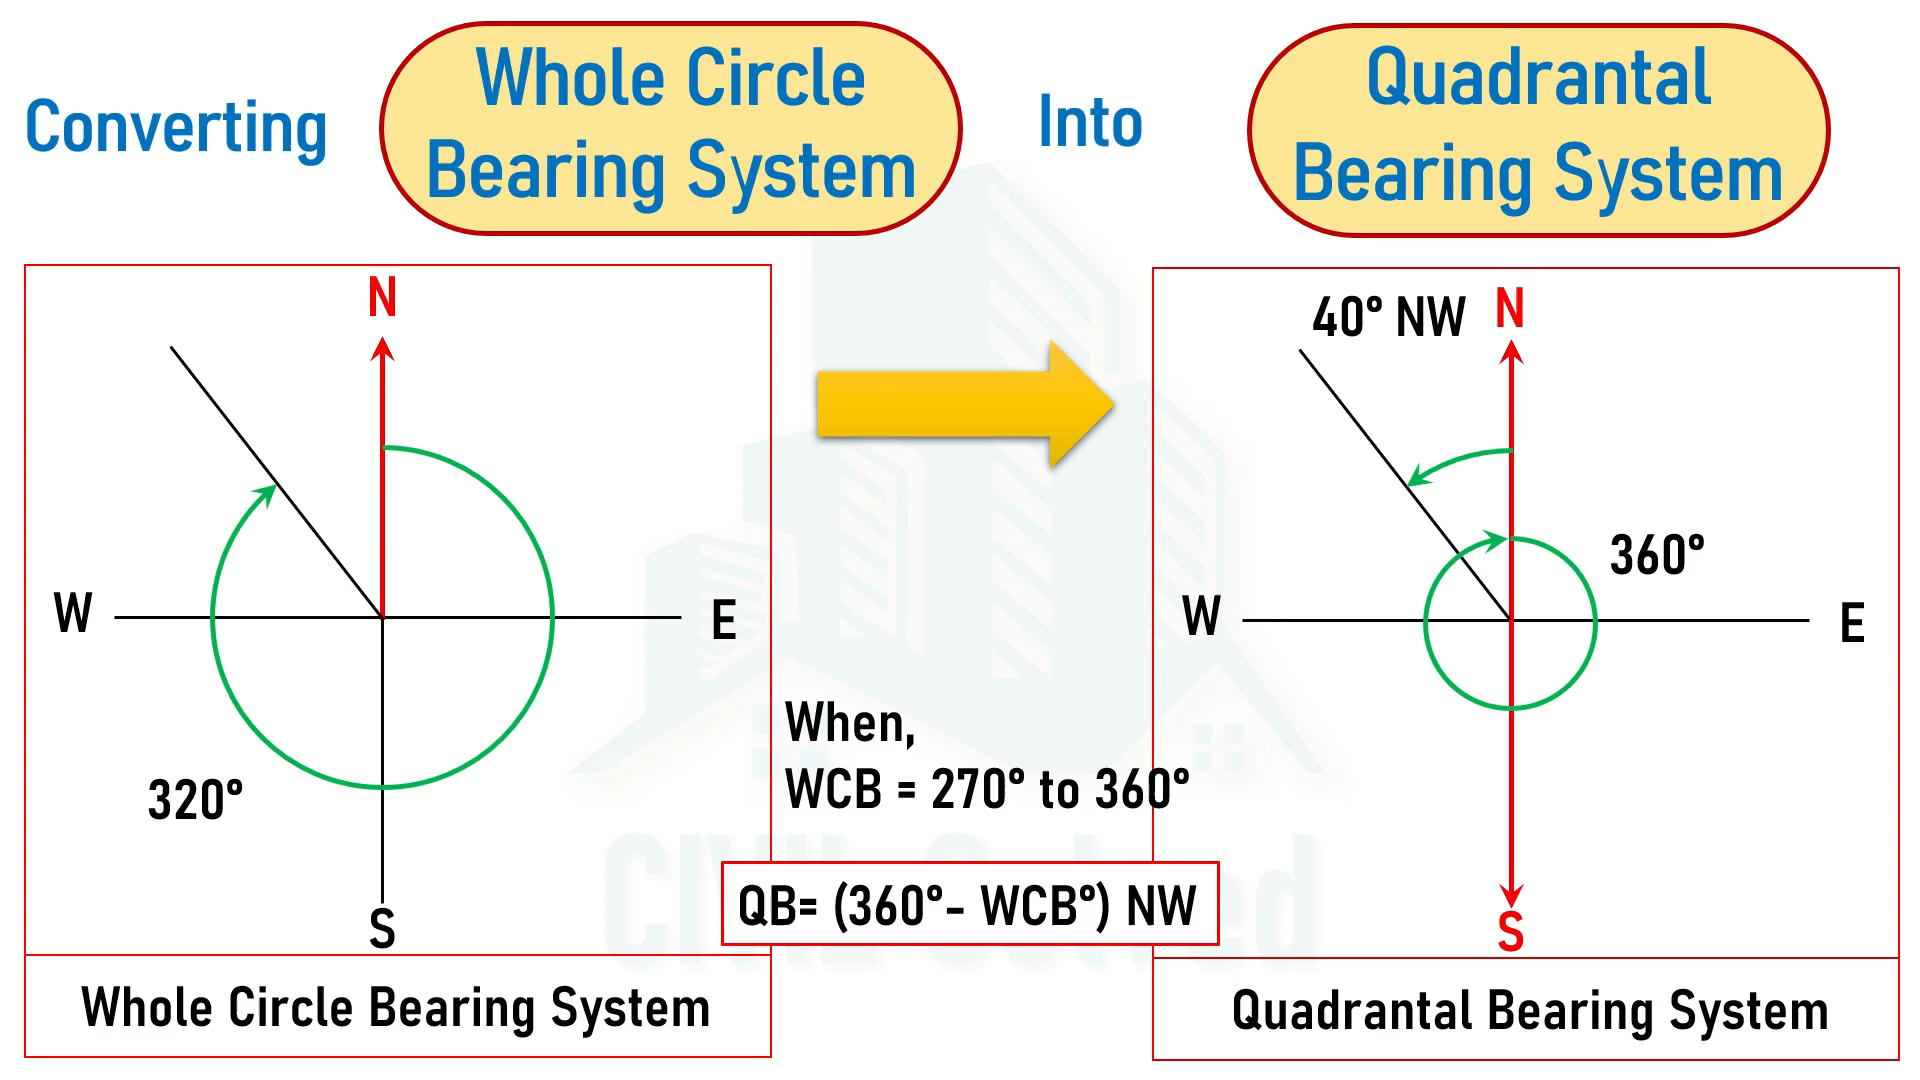 Converting
Whole Circle
Bearing System
Into
Quadrantal
Bearing System
N
W
E
S
320°
Whole Circle Bearing System
When,
WCB = 270° to 360°
QB= (360°- WCB°) NW
40° NW
N
360°
W
E
S
Quadrantal Bearing System